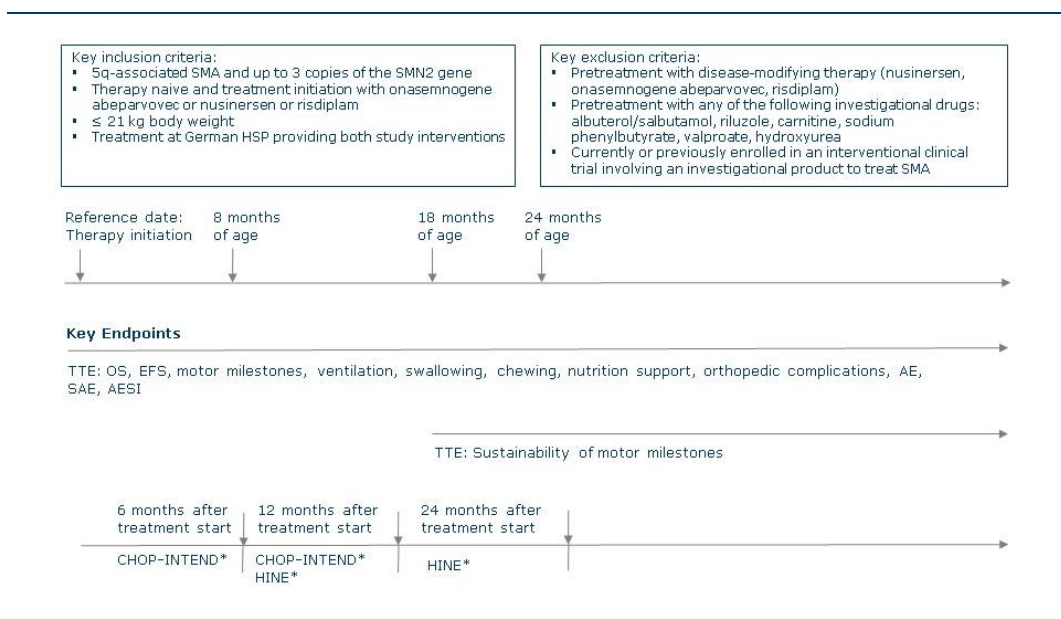 Key inclusion criteria:
▪ 5q-associated SMA and up to 3 copies of the SMN2 gene
▪ Therapy naive and treatment initiation with onasemnogene
abeparvovec or nusinersen or risdiplam
▪ ≤ 21 kg body weight
▪ Treatment at German HSP providing both study interventions
Key exclusion criteria:
▪ Pretreatment with disease-modifying therapy (nusinersen,
onasemnogene abeparvovec, risdiplam)
▪ Pretreatment with any of the following investigational drugs:
albuterol/salbutamol, riluzole, carnitine, sodium
phenylbutyrate, valproate, hydroxyurea
▪ Currently or previously enrolled in an interventional clinical
trial involving an investigational product to treat SMA
Reference date:
Therapy initiation
8 months
of age
18 months
of age
24 months
of age
Key Endpoints
TTE: OS, EFS, motor milestones, ventilation, swallowing, chewing, nutrition support, orthopedic complications, AE,
SAE, AESI
TTE: Sustainability of motor milestones
6 months after
treatment start
12 months after
treatment start
24 months after
treatment start
CHOP-INTEND*
CHOP-INTEND*
HINE*
HINE*